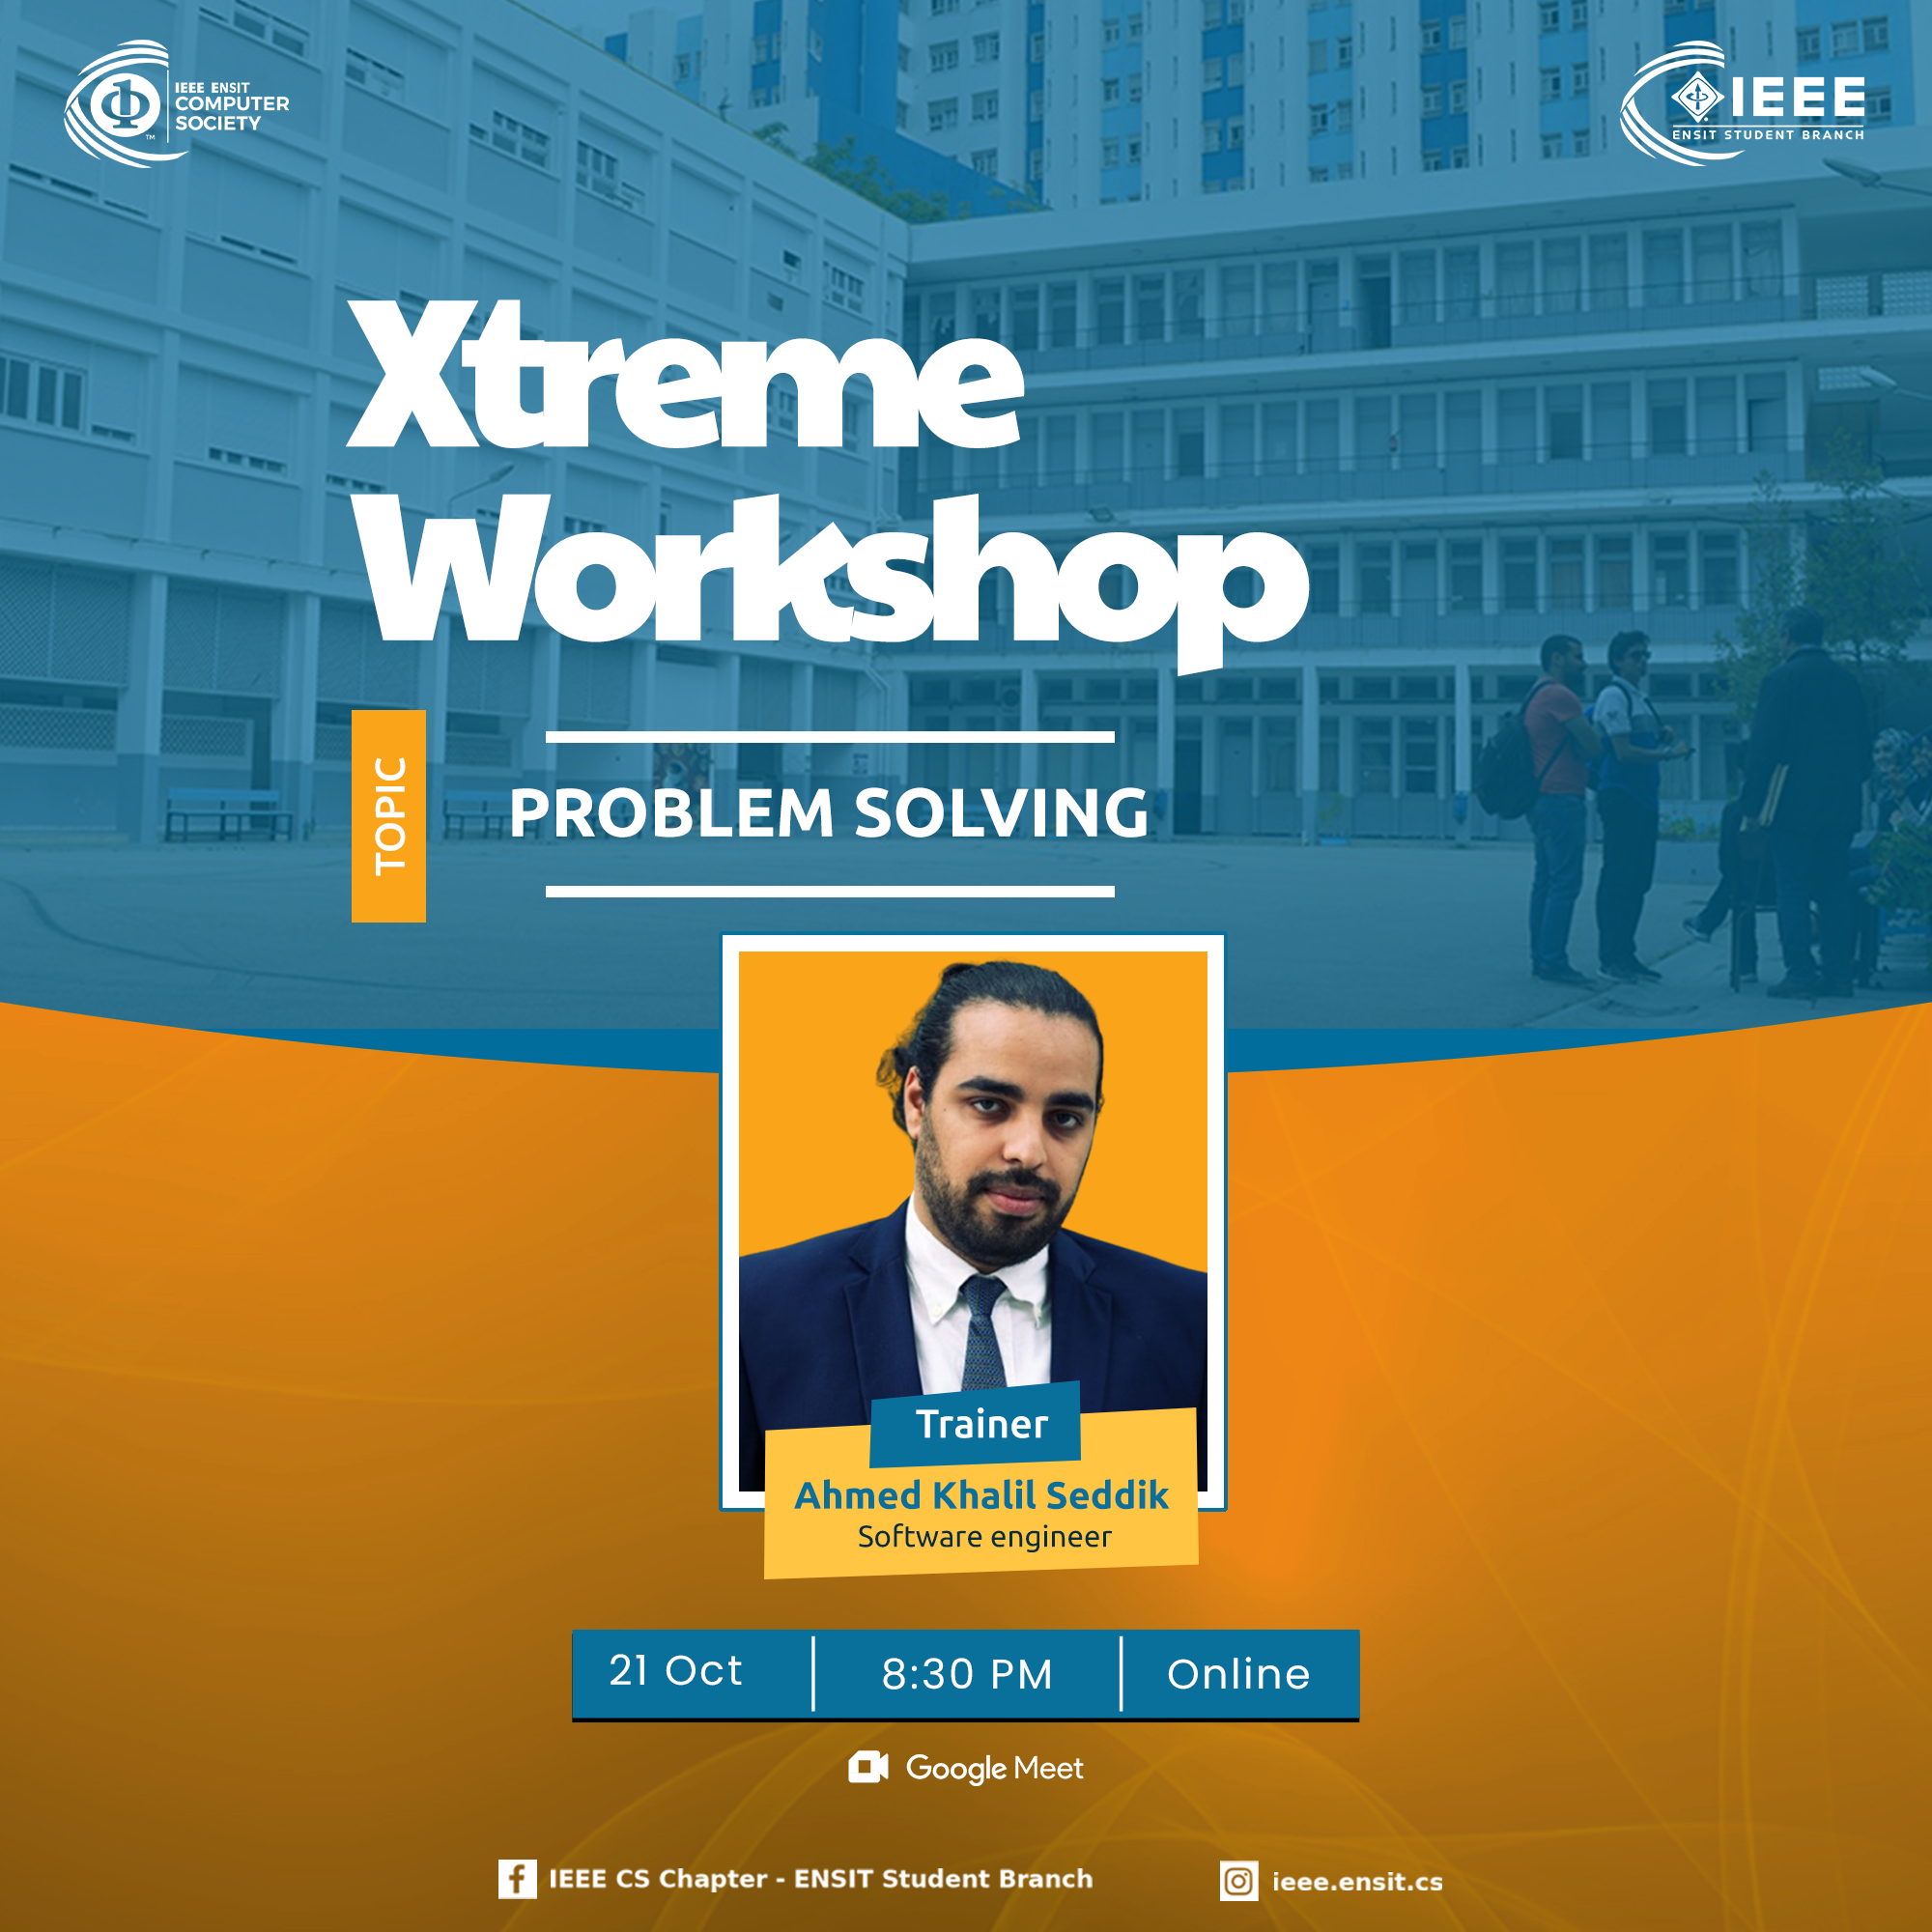 IEEE ENSIT
COMPUTER
SOCIETY
TM
IEEE
ENSIT STUDENT BRANCH
Xtreme
Workshop
TOPIC
PROBLEM SOLVING
Trainer
Ahmed Khalil Seddik
Software engineer
21 Oct
8:30 PM
Online
Google Meet
IEEE CS Chapter - ENSIT Student Branch
ieee.ensit.cs